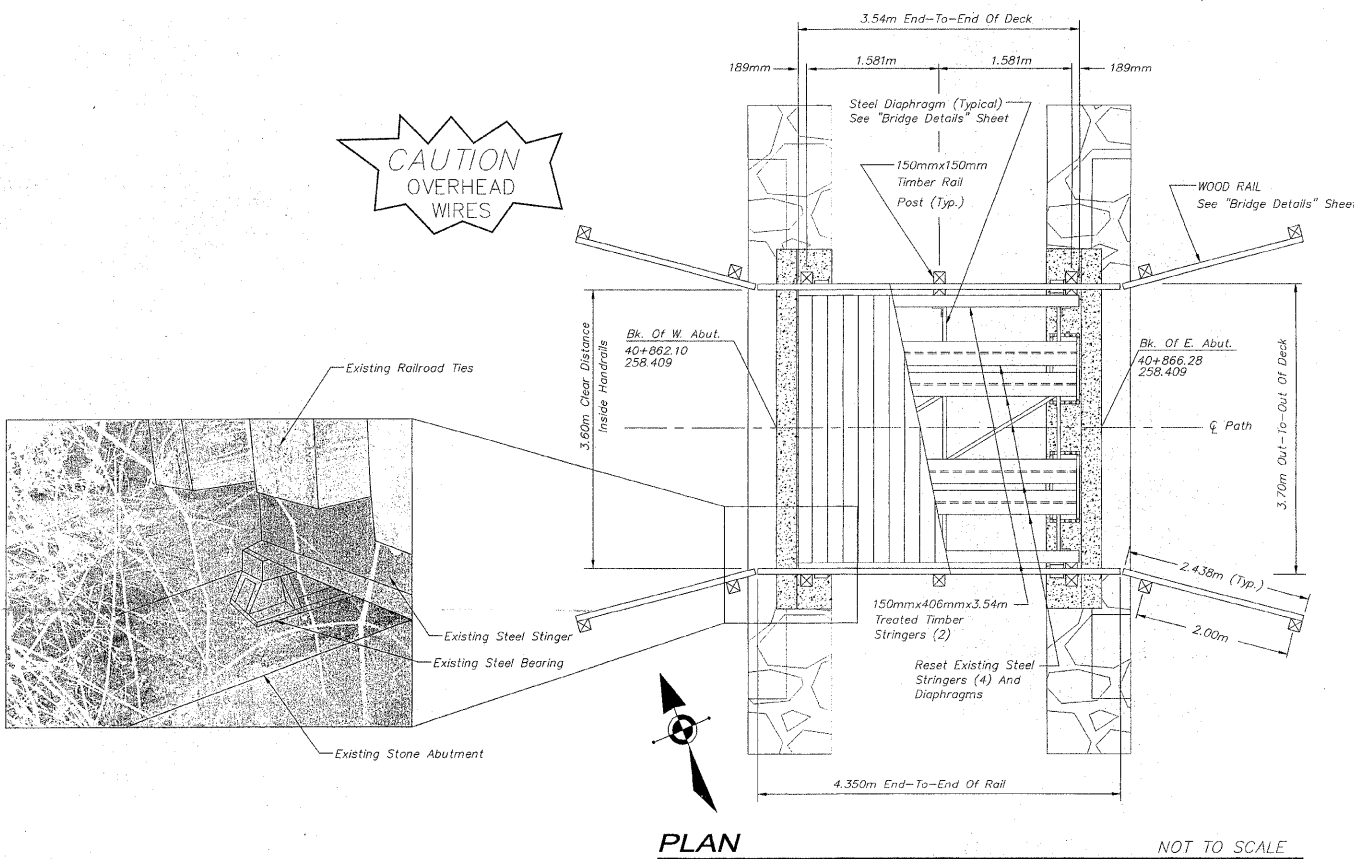 3.54m End-To-End Of Deck
189mm
1.581m
1.581m
189mm
Steel Diaphragm (Typical)
See "Bridge Details" Sheet
CAUTION
OVERHEAD
WIRES
150mmx150mm
Timber Rail
Post (Typ.)
WOOD RAIL
See "Bridge Details" Sheet
Bk. Of W. Abut.
40+862.10
258.409
3.60m Clear Distance
Inside Handrails
Bk. Of E. Abut.
40+866.28
258.409
Existing Railroad Ties
℄ Path
3.70m Out-To-Out Of Deck
2.438m (Typ.)
2.00m
150mmx406mmx3.54m
Treated Timber
Stringers (2)
Existing Steel Stinger
Existing Steel Bearing
Reset Existing Steel
Stringers (4) And
Diaphragms
Existing Stone Abutment
4.350m End-To-End Of Rail
PLAN
NOT TO SCALE